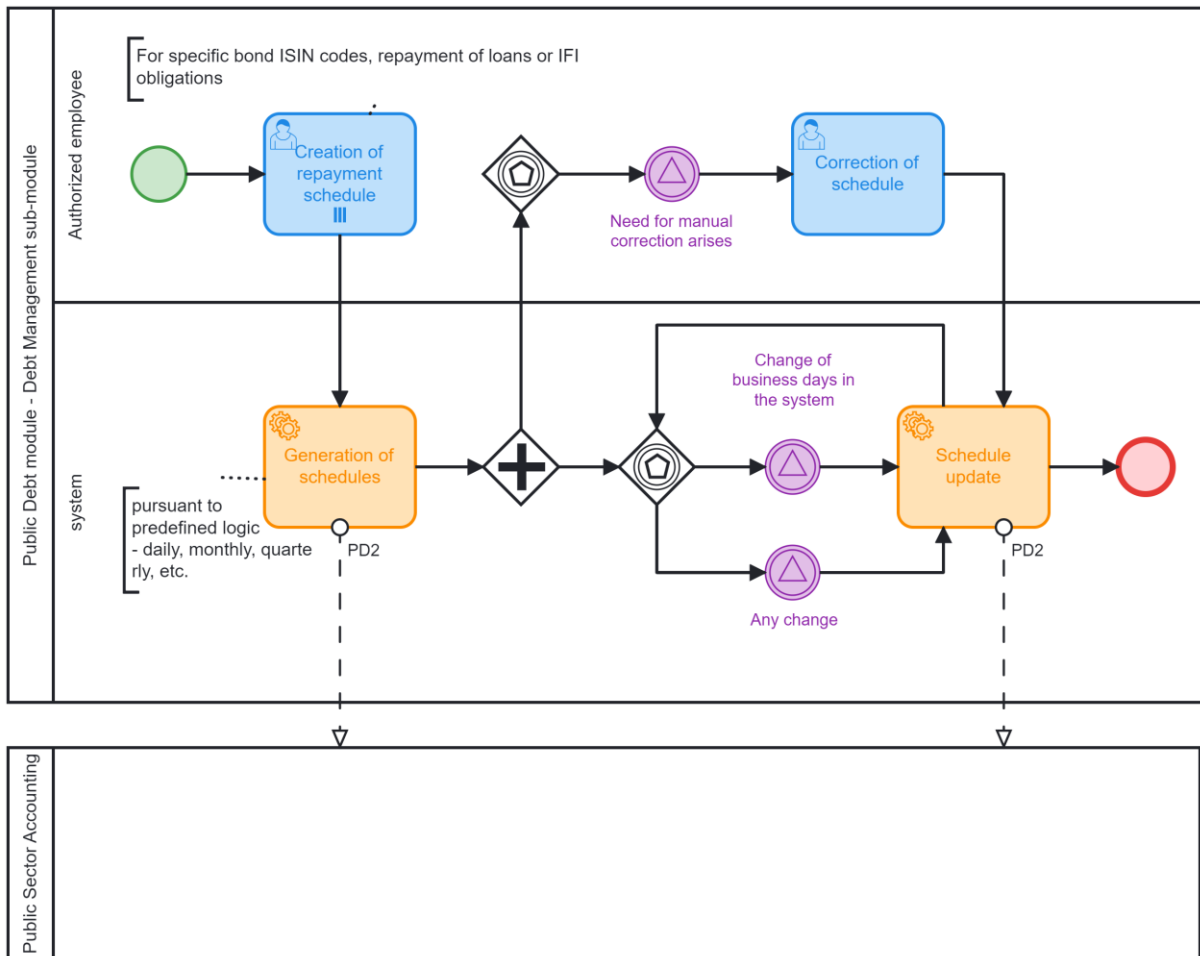 Public Debt module - Debt Management sub-module
Authorized employee
For specific bond ISIN codes, repayment of loans or IFI
obligations
Creation of
repayment
schedule
Need for manual
correction arises
Correction of
schedule
system
Generation of
schedules
pursuant to
predefined logic
- daily, monthly, quarte
rly, etc.
PD2
Change of
business days in
the system
Any change
Schedule
update
PD2
Public Sector Accounting